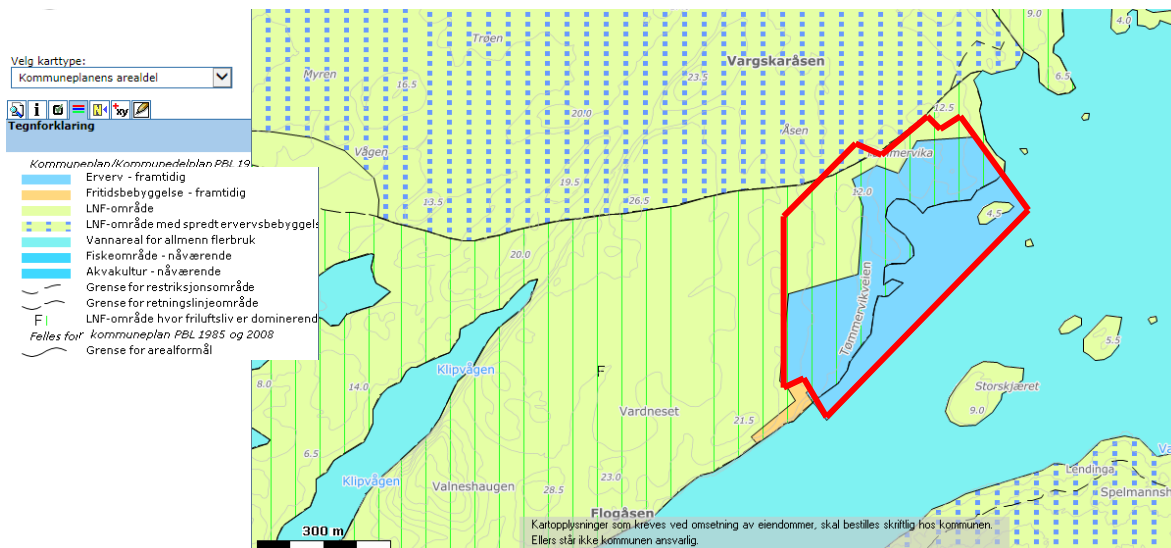 Velg karttype:
Kommuneplanens arealdel
Tegnforklaring
Kommuneplan/Kommunedelplan PBL 19
Erverv - framtidig
Fritidsbebyggelse - framtidig
LNF-område
LNF-område med spredt ervervsbebyggels
Vannareal for allmenn flerbruk
Fiskeområde - nåværende
Akvakultur - nåværende
Grense for restriksjonsområde
Grense for retningslinjeområde
F LNF-område hvor friluftsliv er dominerend
Felles for kommuneplan PBL 1985 og 2008
Grense for arealformål
Trøen
Vargskaråsen
9.0
4.0
Myren
16.5
23.5
6.5
20.0
12.5
Åsen
Vågen
Tømmervika
19.5
12.0
13.5
26.5
4.5
20.0
Tømmervikveien
Klipvågen
8.0
14.0
F
5.5
Storskjæret
9.0
Vardneset
21.5
6.5
Klipvågen
Valneshaugen
28.5
23.0
Flogåsen
Lendinga
Va
Spelmannsh
300 m
Kartopplysninger som kreves ved omsetning av eiendommer, skal bestilles skriftlig hos kommunen.
Ellers står ikke kommunen ansvarlig.